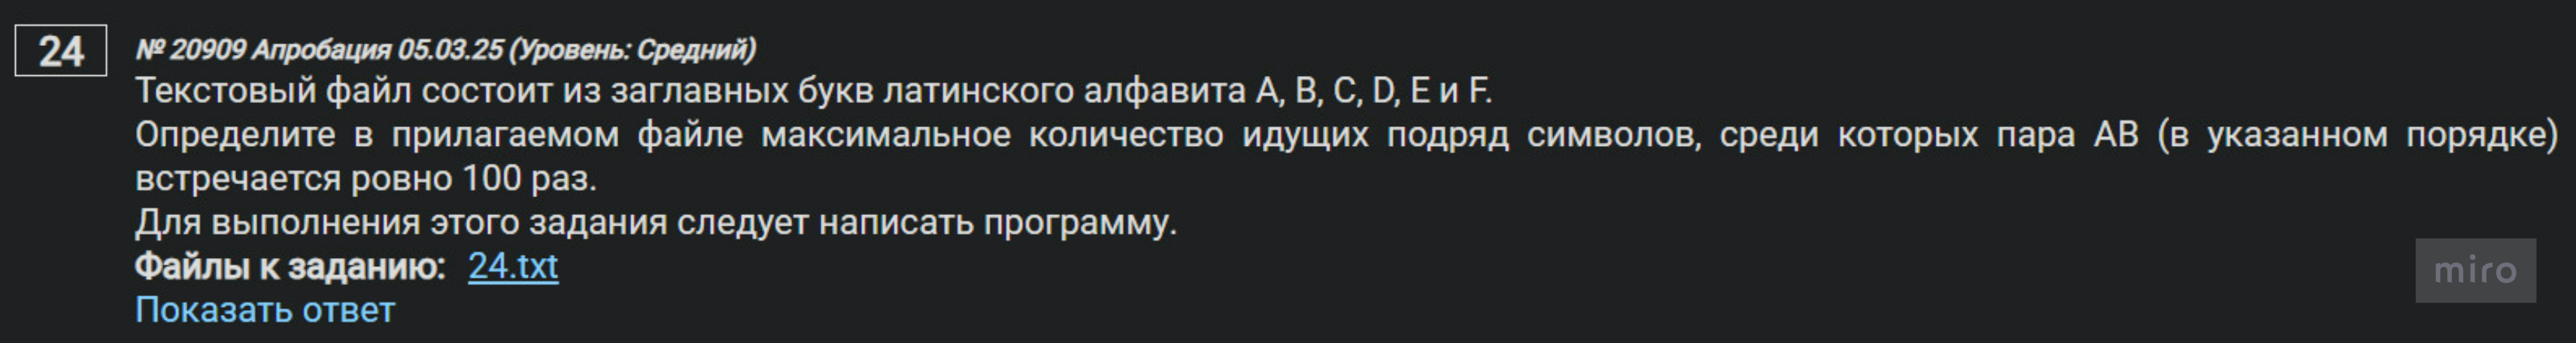 24
№ 20909 Апробация 05.03.25 (Уровень: Средний)
Текстовый файл состоит из заглавных букв латинского алфавита A, B, C, D, E и F.
Определите в прилагаемом файле максимальное количество идущих подряд символов, среди которых пара AB (в указанном порядке)
встречается ровно 100 раз.
Для выполнения этого задания следует написать программу.
Файлы к заданию: 24.txt
Показать ответ
miro